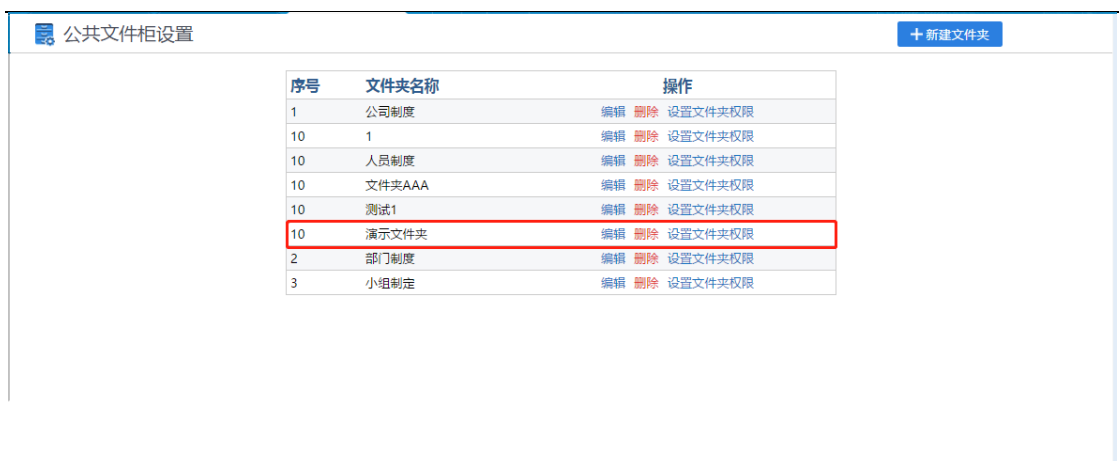 公共文件柜设置
新建文件夹
序号 文件夹名称 操作
1 公司制度 编辑 删除 设置文件夹权限
10 1 编辑 删除 设置文件夹权限
10 人员制度 编辑 删除 设置文件夹权限
10 文件夹AAA 编辑 删除 设置文件夹权限
10 测试1 编辑 删除 设置文件夹权限
10 演示文件夹 编辑 删除 设置文件夹权限
2 部门制度 编辑 删除 设置文件夹权限
3 小组制定 编辑 删除 设置文件夹权限